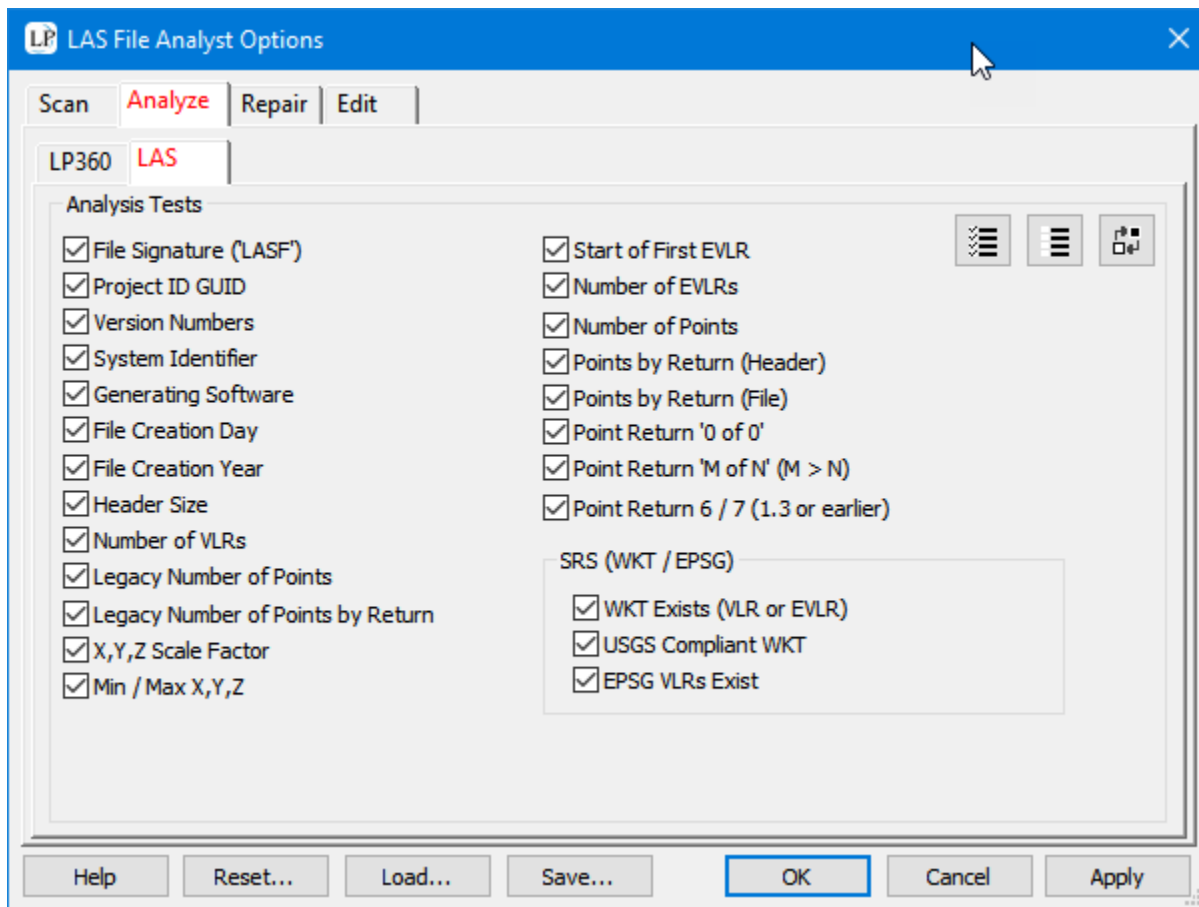 LP LAS File Analyst Options
Scan Analyze Repair Edit
LP360 LAS
Analysis Tests
File Signature ('LASF')
Project ID GUID
Version Numbers
System Identifier
Generating Software
File Creation Day
File Creation Year
Header Size
Number of VLRs
Legacy Number of Points
Legacy Number of Points by Return
X,Y,Z Scale Factor
Min / Max X,Y,Z
Start of First EVLR
Number of EVLRs
Number of Points
Points by Return (Header)
Points by Return (File)
Point Return '0 of 0'
Point Return 'M of N' (M > N)
Point Return 6 / 7 (1.3 or earlier)
SRS (WKT / EPSG)
WKT Exists (VLR or EVLR)
USGS Compliant WKT
EPSG VLRs Exist
Help Reset... Load... Save... OK Cancel Apply